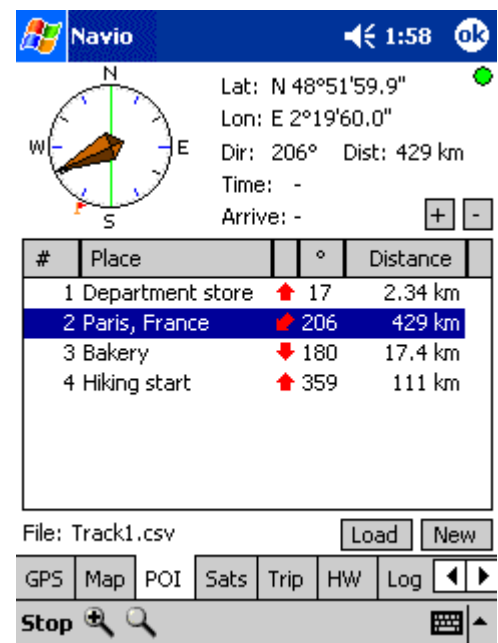 Navio 1:58 ok
N
W E
S
Lat: N 48°51'59.9"
Lon: E 2°19'60.0"
Dir: 206° Dist: 429 km
Time: -
Arrive: - + -
# Place ° Distance
1 Department store 17 2.34 km
2 Paris, France 206 429 km
3 Bakery 180 17.4 km
4 Hiking start 359 111 km
File: Track1.csv Load New
GPS Map POI Sats Trip HW Log
Stop